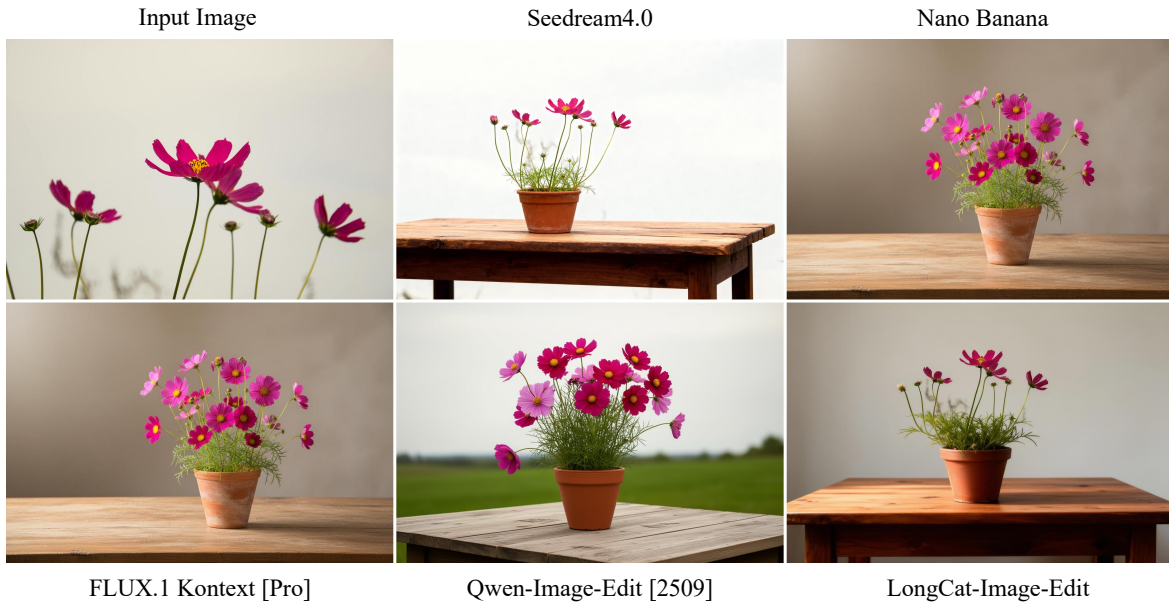 Input Image
Seedream4.0
Nano Banana
FLUX.1 Kontext [Pro]
Qwen-Image-Edit [2509]
LongCat-Image-Edit